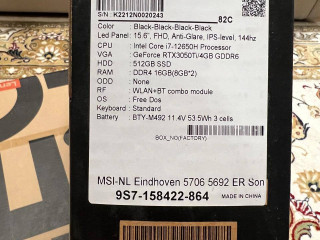 S/N: K2212N0020243
82C
Color : Black-Black-Black-Black
Led Panel : 15.6", FHD, Anti-Glare, IPS-level, 144hz
CPU : Intel Core i7-12650H Processor
VGA : GeForce RTX3050Ti/4GB GDDR6
HDD : 512GB SSD
RAM : DDR4 16GB(8GB*2)
ODD : None
RF : WLAN+BT combo module
OS : Free Dos
Keyboard : Standard
Battery : BTY-M492 11.4V 53.5Wh 3 cells
BOX_NO(FACTORY)
MSI-NL Eindhoven 5706 5692 ER Son
9S7-158422-864 MADE IN CHINA